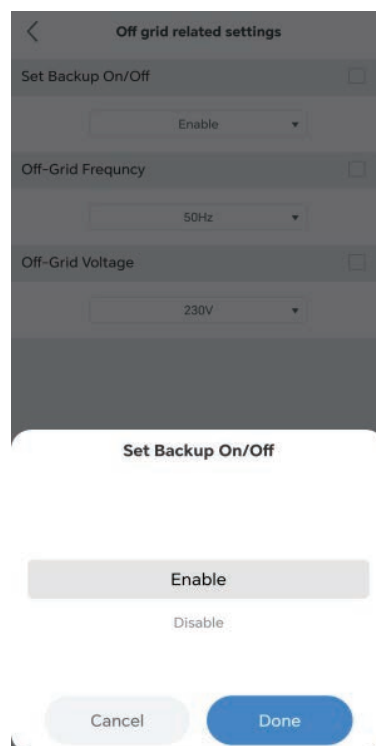 Off grid related settings
Set Backup On/Off
Enable
Off-Grid Frequncy
50Hz
Off-Grid Voltage
230V
Set Backup On/Off
Enable
Disable
Cancel Done